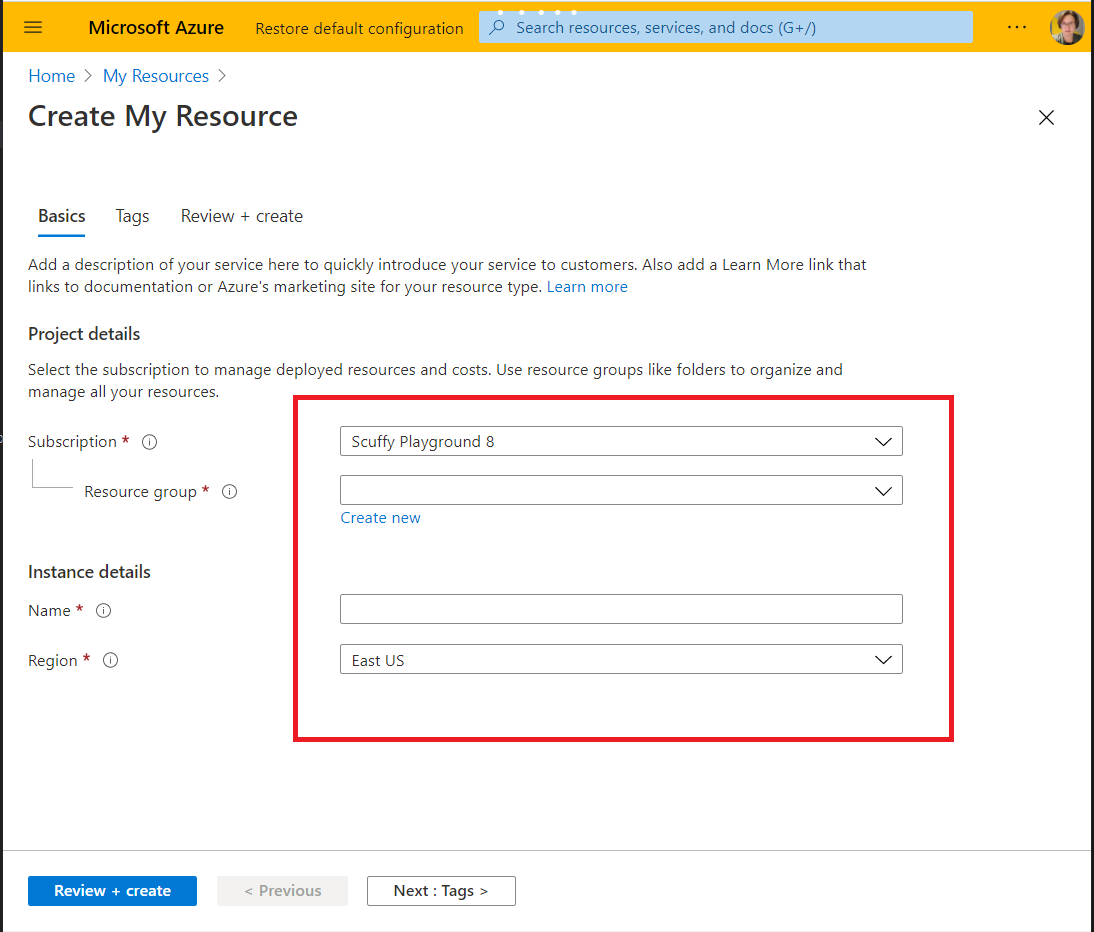 Microsoft Azure
Restore default configuration
Search resources, services, and docs (G+/)
Home > My Resources >
Create My Resource
Basics
Tags
Review + create
Add a description of your service here to quickly introduce your service to customers. Also add a Learn More link that
links to documentation or Azure's marketing site for your resource type. Learn more
Project details
Select the subscription to manage deployed resources and costs. Use resource groups like folders to organize and
manage all your resources.
Subscription *
Scuffy Playground 8
Resource group *
Create new
Instance details
Name *
Region *
East US
Review + create
< Previous
Next : Tags >